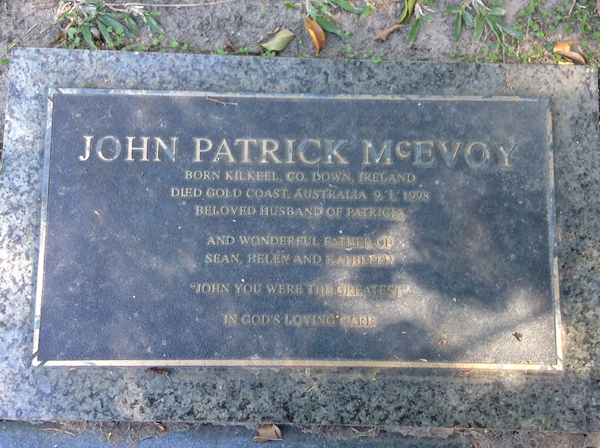 JOHN PATRICK McEVOY
BORN KILKEEL, CO. DOWN, IRELAND
DIED GOLD COAST, AUSTRALIA 9. 1. 1998
BELOVED HUSBAND OF PATRICIA
AND WONDERFUL FATHER OF
SEAN, HELEN AND KATHLEEN
"JOHN YOU WERE THE GREATEST"
IN GOD'S LOVING CARE